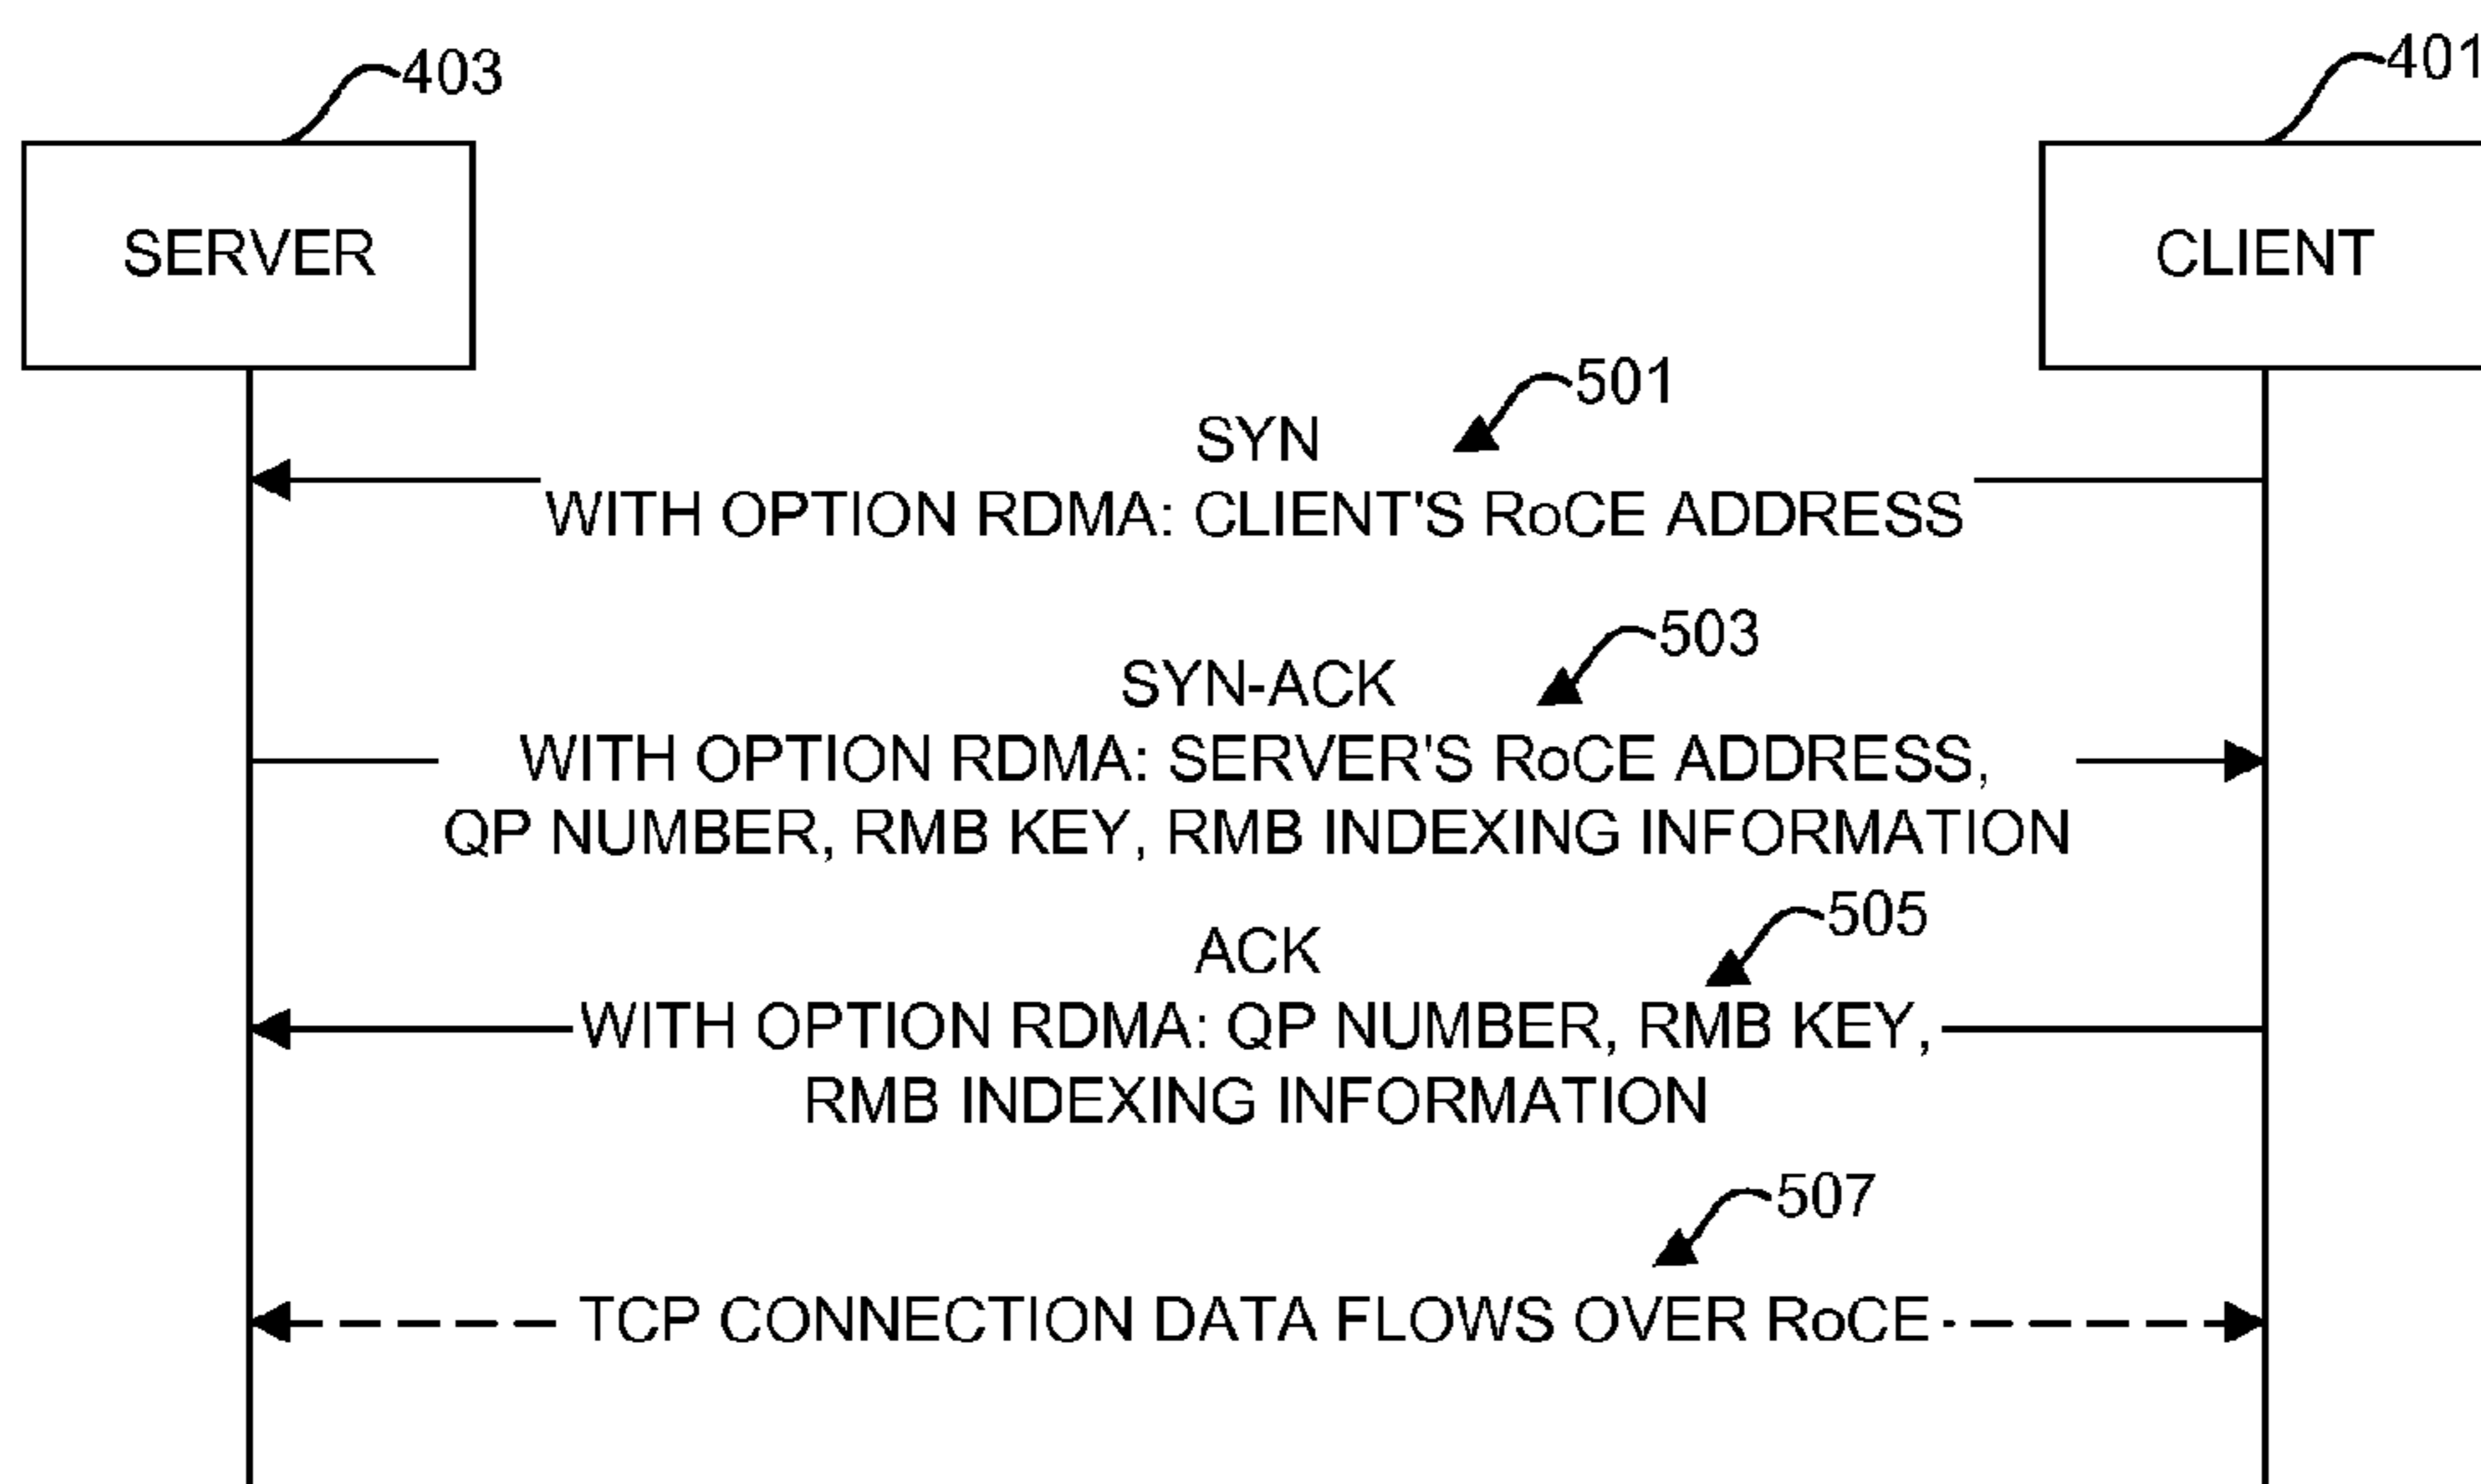 403
401
SERVER
CLIENT
501
SYN
WITH OPTION RDMA: CLIENT'S RoCE ADDRESS
503
SYN-ACK
WITH OPTION RDMA: SERVER'S RoCE ADDRESS,
QP NUMBER, RMB KEY, RMB INDEXING INFORMATION
505
ACK
WITH OPTION RDMA: QP NUMBER, RMB KEY,
RMB INDEXING INFORMATION
507
TCP CONNECTION DATA FLOWS OVER RoCE